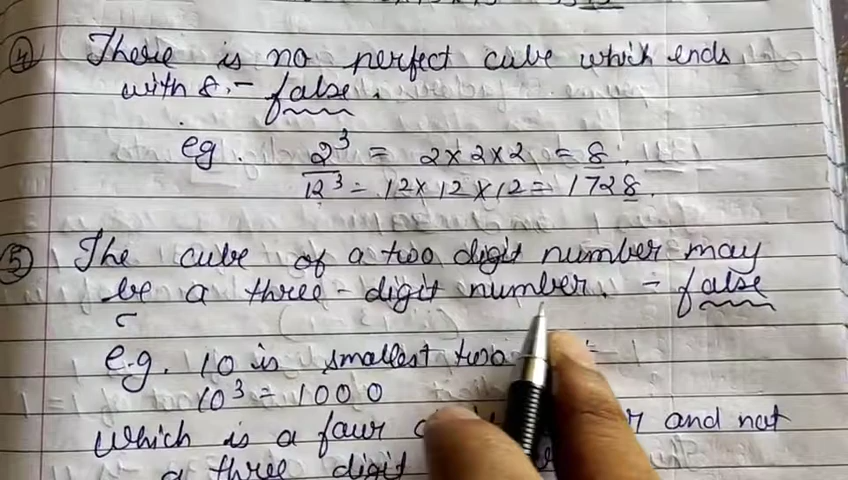 ④ There is no perfect cube which ends
with 8. - false.
eg. 2³ = 2×2×2 = 8.
12³ = 12×12×12 = 1728.
⑤ The cube of a two digit number may
be a three-digit number. - false
e.g. 10 is smallest two
10³ = 1000
which is a four and not
a three digit